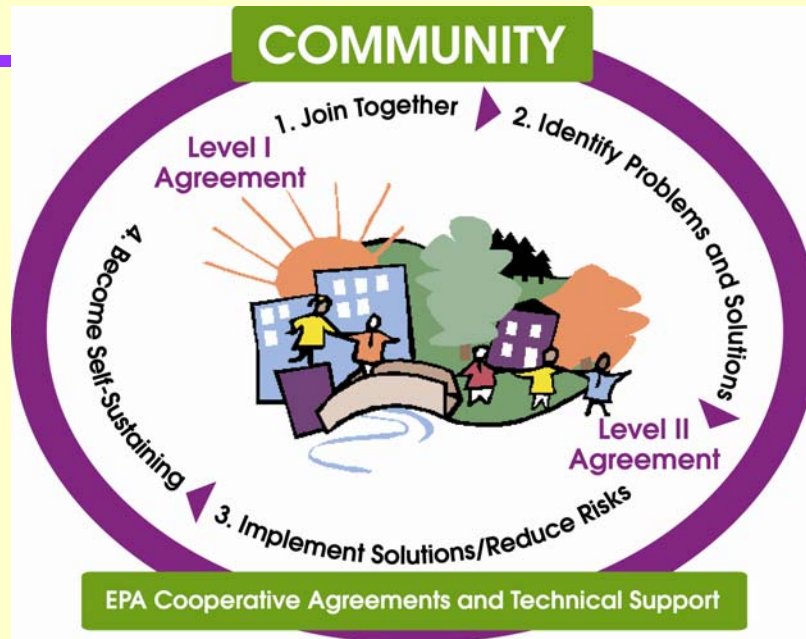 COMMUNITY
1. Join Together
2. Identify Problems and Solutions
Level I
Agreement
Level II
Agreement
3. Implement Solutions/Reduce Risks
4. Become Self-Sustaining
EPA Cooperative Agreements and Technical Support